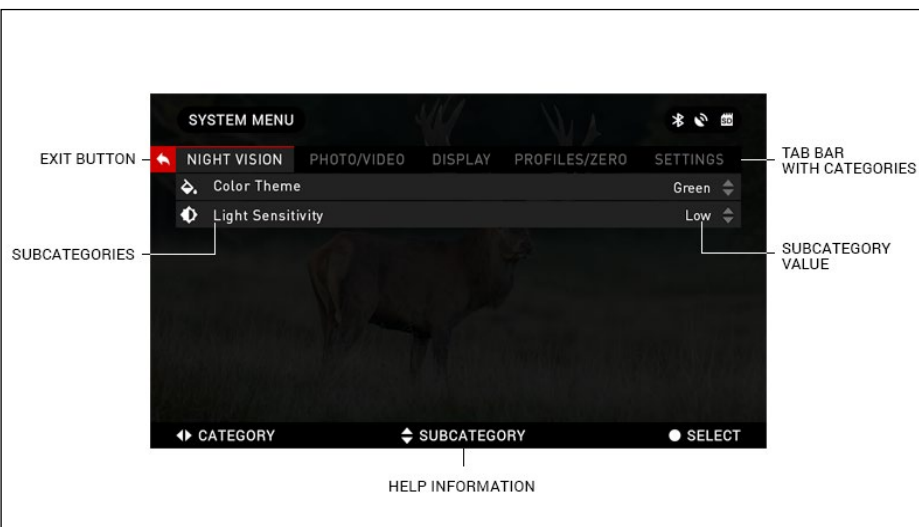 SYSTEM MENU
SD
EXIT BUTTON
NIGHT VISION PHOTO/VIDEO DISPLAY PROFILES/ZERO SETTINGS
TAB BAR
WITH CATEGORIES
Color Theme Green
Light Sensitivity Low
SUBCATEGORIES
SUBCATEGORY
VALUE
CATEGORY SUBCATEGORY SELECT
HELP INFORMATION